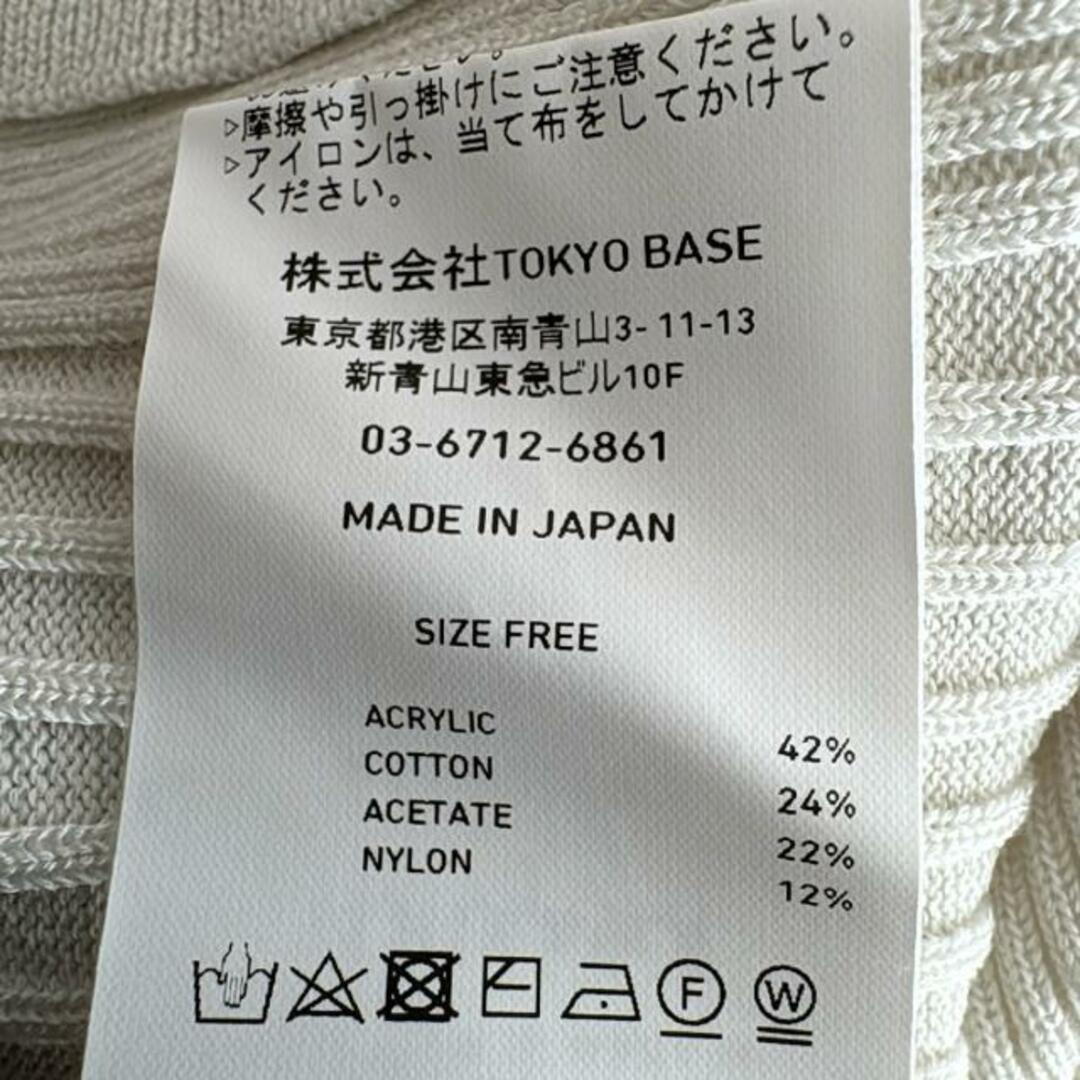 ください。
▷摩擦や引っ掛けにご注意ください。
▷アイロンは、当て布をしてかけて
ください。
株式会社TOKYO BASE
東京都港区南青山3-11-13
新青山東急ビル10F
03-6712-6861
MADE IN JAPAN
SIZE FREE
ACRYLIC 42%
COTTON 24%
ACETATE 22%
NYLON 12%
F W